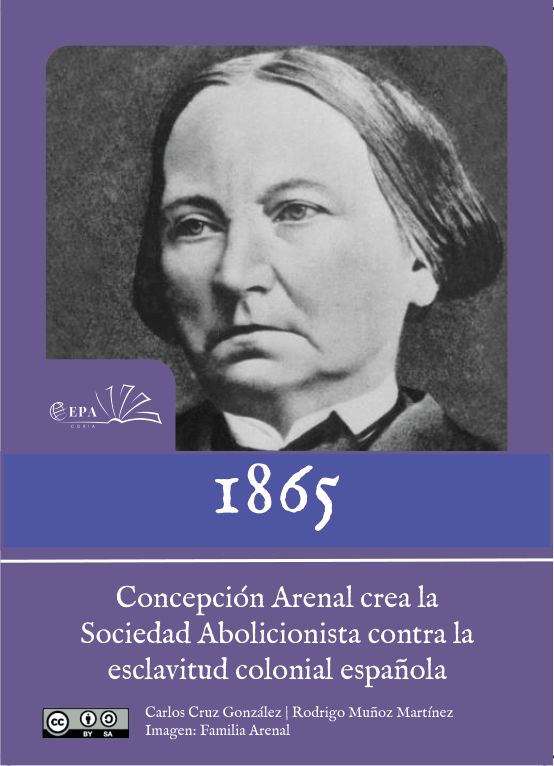 EPA
CORIA
1865
Concepción Arenal crea la
Sociedad Abolicionista contra la
esclavitud colonial española
Carlos Cruz González | Rodrigo Muñoz Martínez
Imagen: Familia Arenal
cc
BY SA